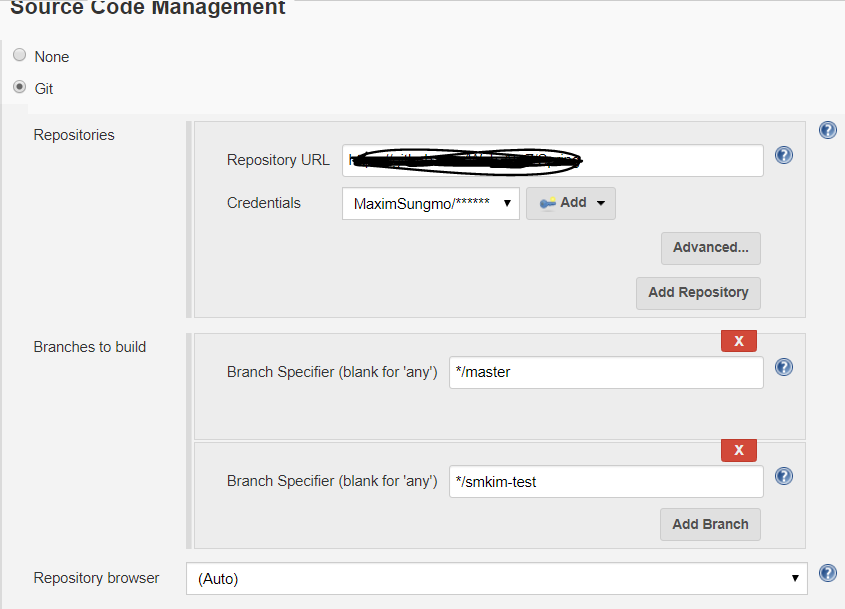 Source Code Management
None
Git
Repositories
Repository URL
Credentials
MaximSungmo/******
Add
Advanced...
Add Repository
Branches to build
X
Branch Specifier (blank for 'any')
*/master
X
Branch Specifier (blank for 'any')
*/smkim-test
Add Branch
Repository browser
(Auto)